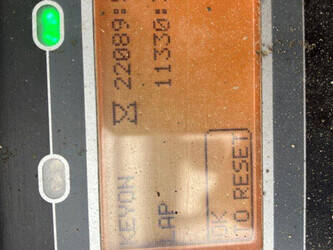 KEYON ⧖ 22089:
AP 11330:
OK
TO RESET